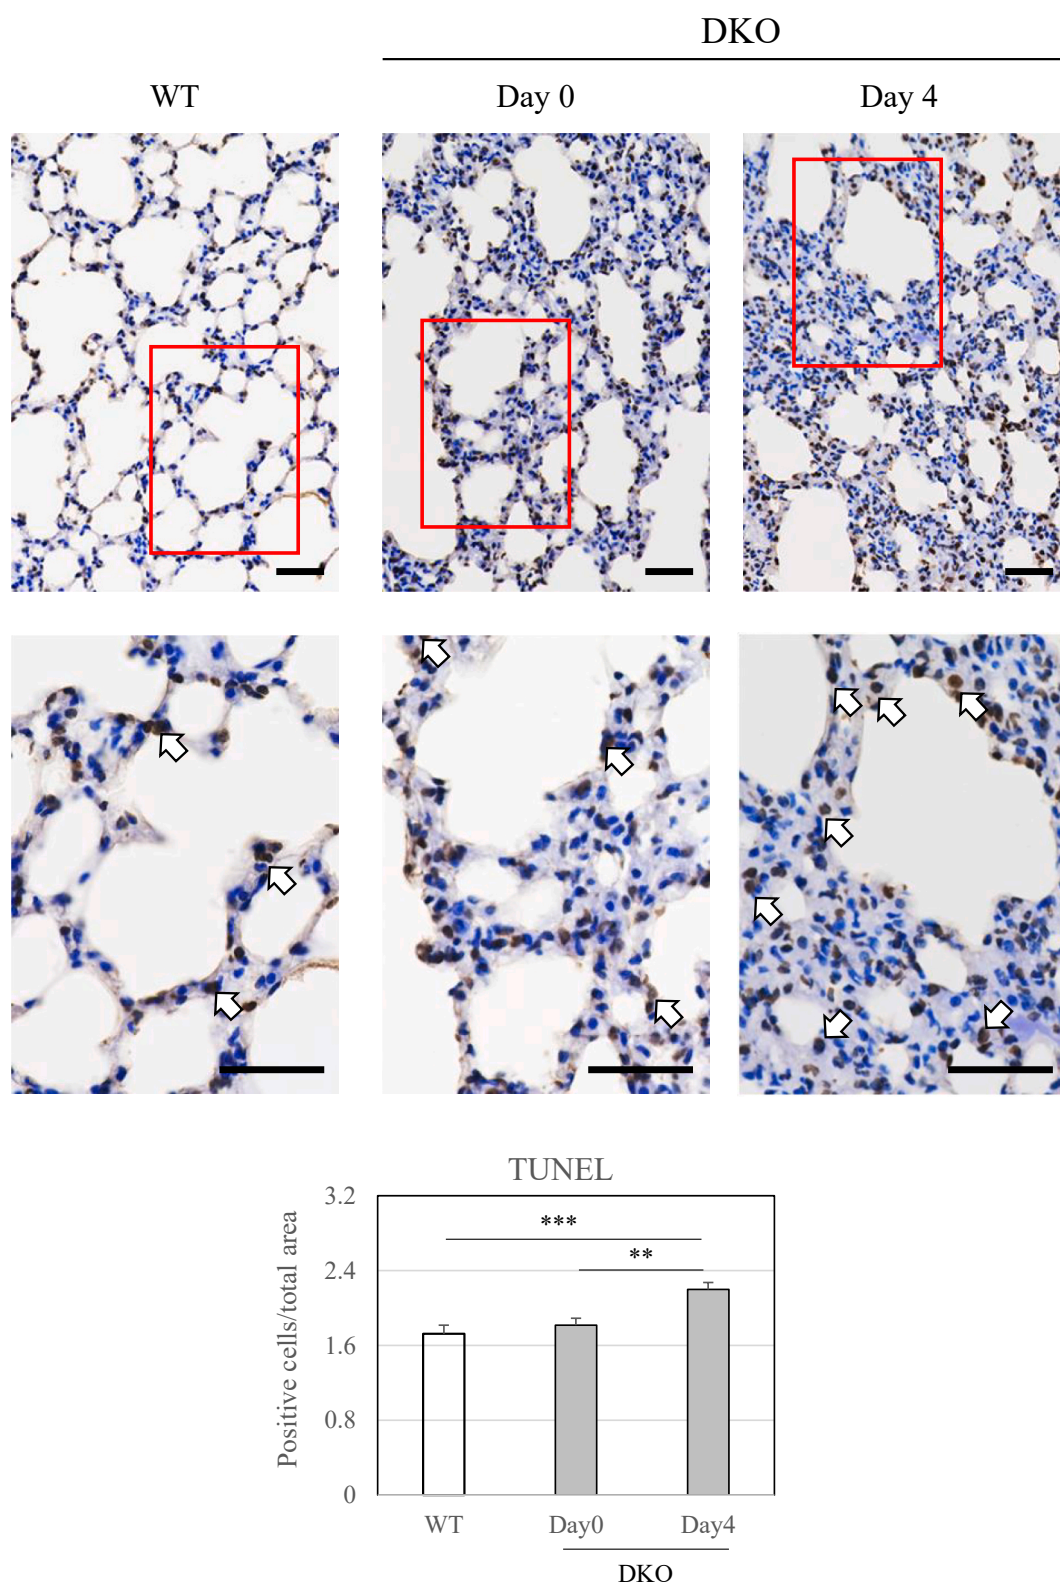 DKO
WT Day 0 Day 4
TUNEL
Positive cells/total area
3.2
2.4
1.6
0.8
0
***
**
WT Day0 Day4
DKO